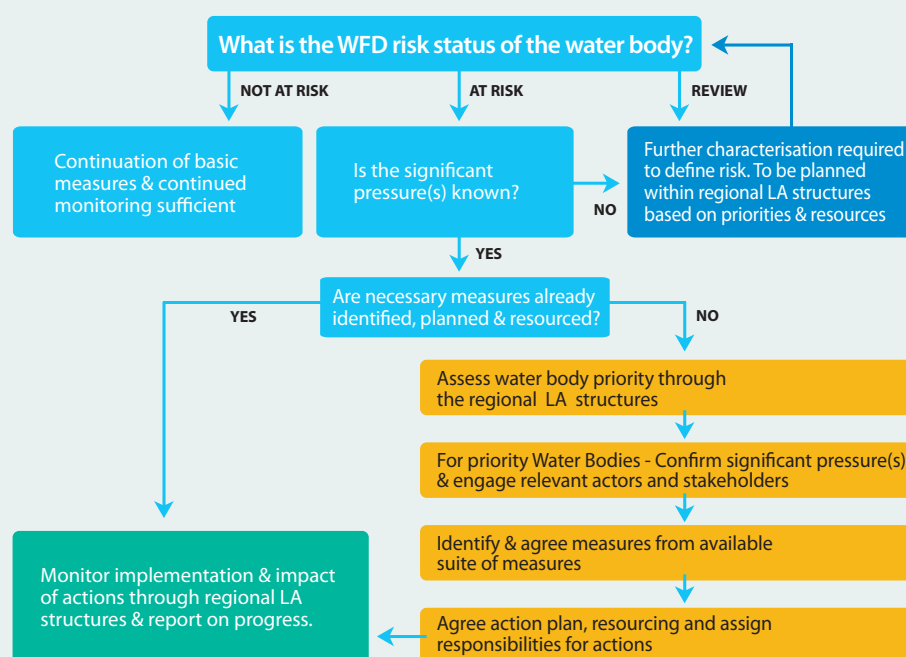 What is the WFD risk status of the water body?
NOT AT RISK
AT RISK
REVIEW
Continuation of basic
measures & continued
monitoring sufficient
Is the significant
pressure(s) known?
NO
Further characterisation required
to define risk. To be planned
within regional LA structures
based on priorities & resources
YES
Are necessary measures already
identified, planned & resourced?
YES
NO
Assess water body priority through
the regional LA structures
For priority Water Bodies - Confirm significant pressure(s)
& engage relevant actors and stakeholders
Identify & agree measures from available
suite of measures
Agree action plan, resourcing and assign
responsibilities for actions
Monitor implementation & impact
of actions through regional LA
structures & report on progress.